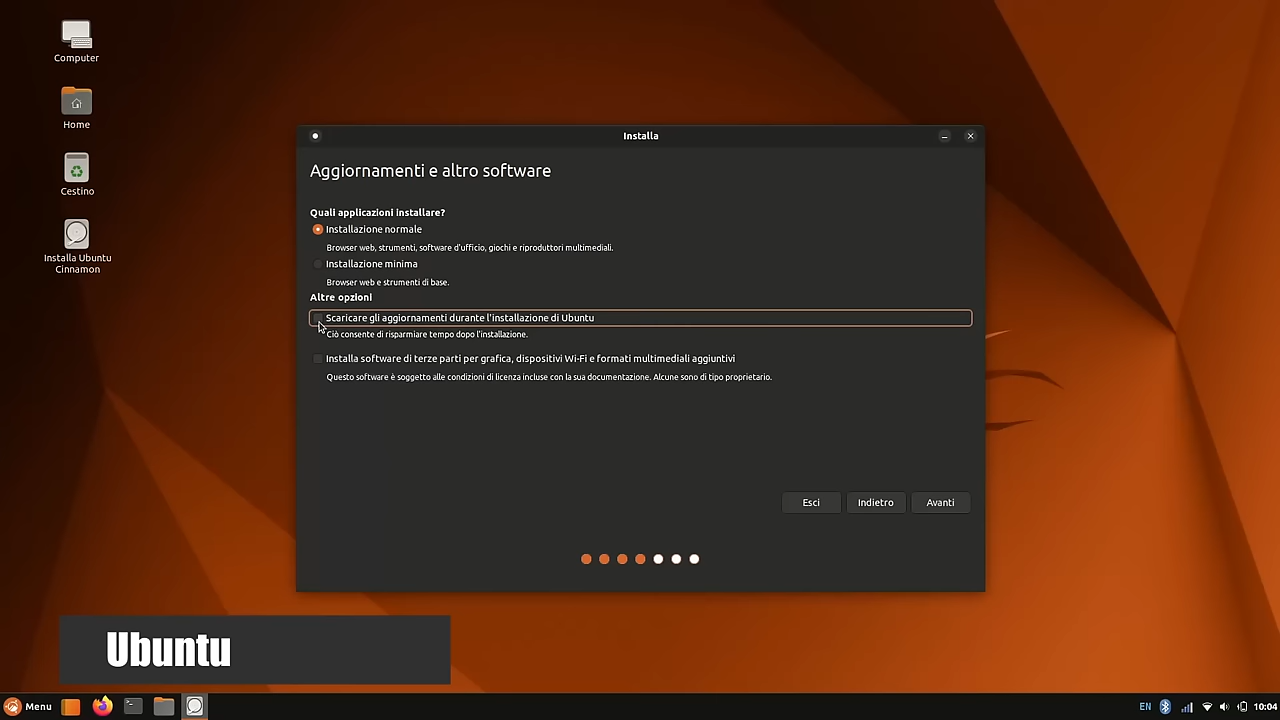 Computer
Home
Cestino
Installa Ubuntu
Cinnamon
Installa
Aggiornamenti e altro software
Quali applicazioni installare?
Installazione normale
Browser web, strumenti, software d'ufficio, giochi e riproduttori multimediali.
Installazione minima
Browser web e strumenti di base.
Altre opzioni
Scaricare gli aggiornamenti durante l'installazione di Ubuntu
Ciò consente di risparmiare tempo dopo l'installazione.
Installa software di terze parti per grafica, dispositivi Wi-Fi e formati multimediali aggiuntivi
Questo software è soggetto alle condizioni di licenza incluse con la sua documentazione. Alcune sono di tipo proprietario.
Esci
Indietro
Avanti
Ubuntu
Menu
EN
10:04